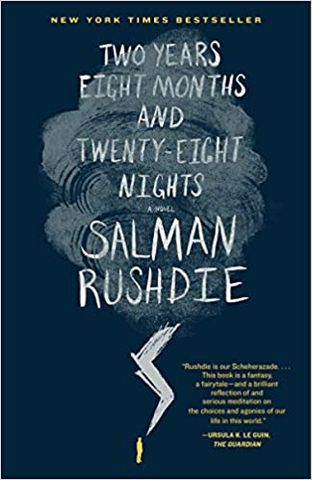 NEW YORK TIMES BESTSELLER
TWO YEARS
EIGHT MONTHS
AND
TWENTY-EIGHT
NIGHTS
A NOVEL
SALMAN
RUSHDIE
"Rushdie is our Scheherazade. . . .
This book is a fantasy,
a fairytale—and a brilliant
reflection of and
serious meditation on
the choices and agonies of our
life in this world."
—URSULA K. LE GUIN,
THE GUARDIAN